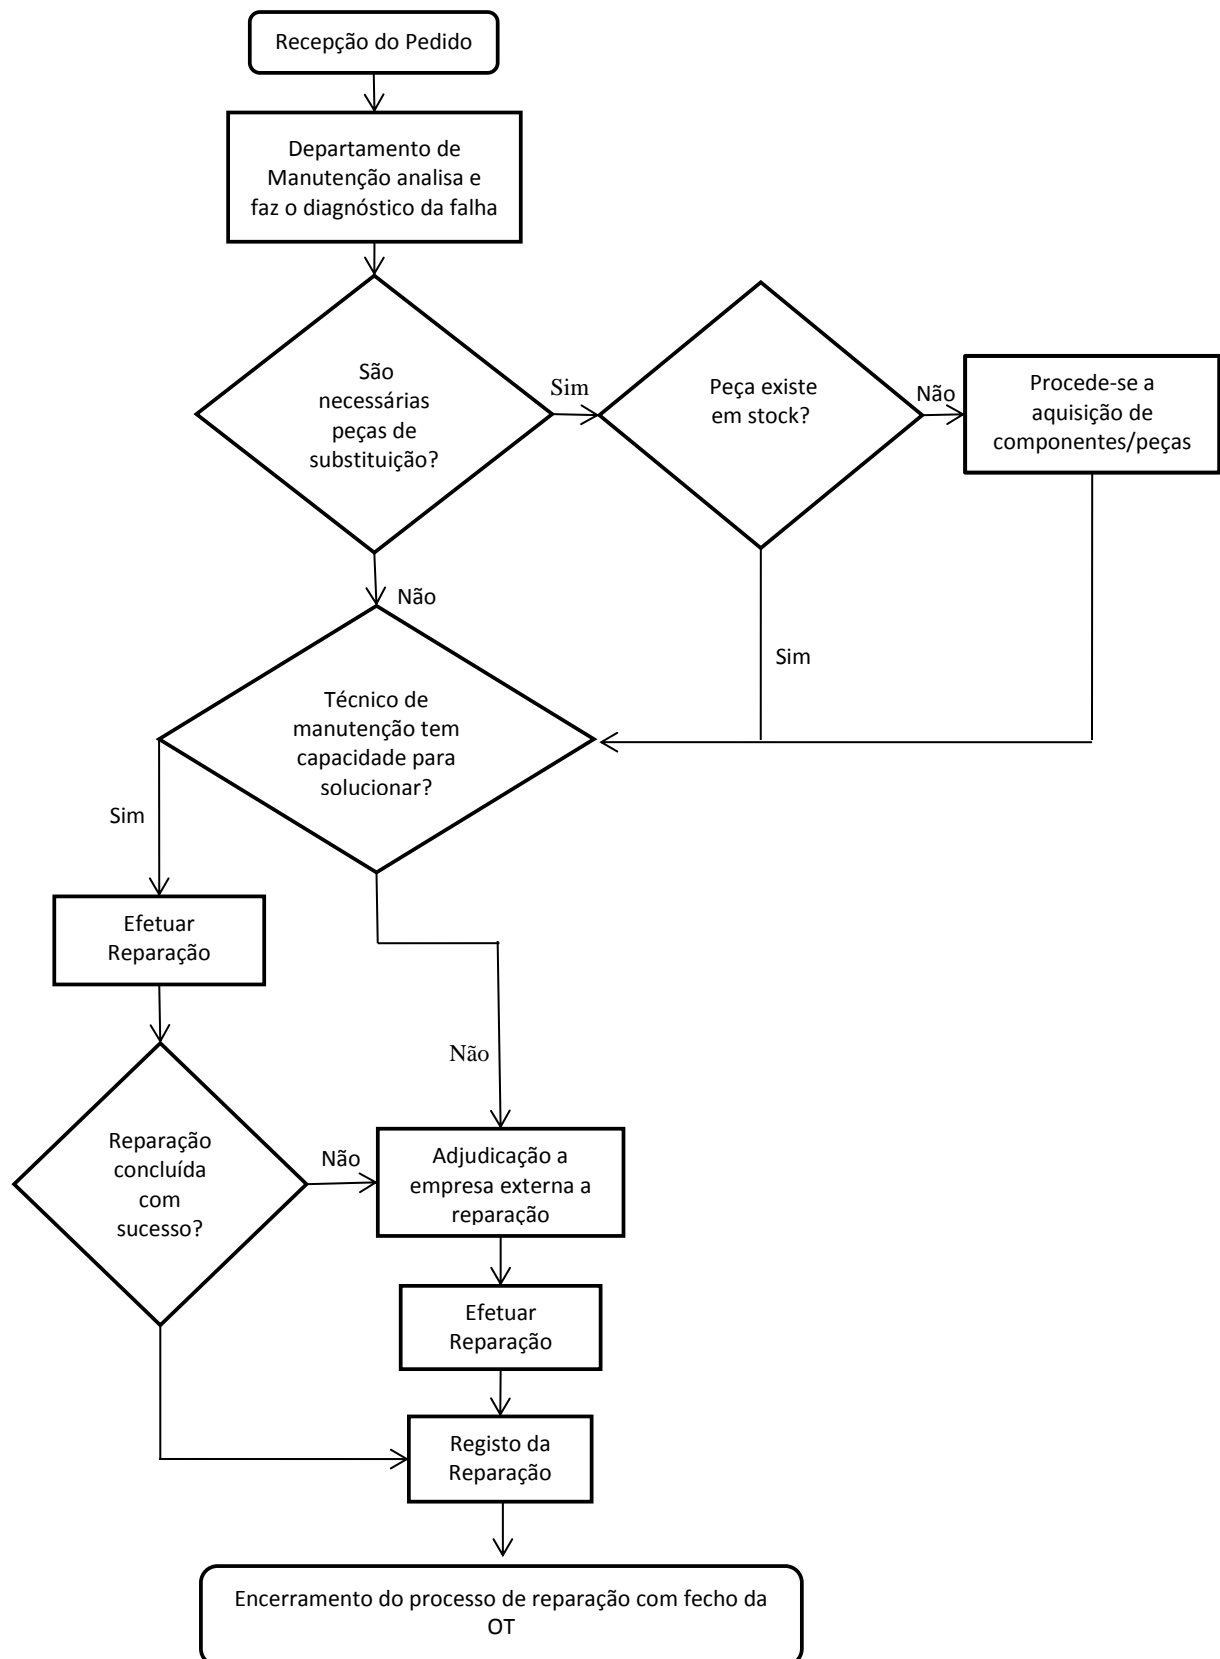 Recepção do Pedido
Departamento de
Manutenção analisa e
faz o diagnóstico da falha
São
necessárias
peças de
substituição?
Sim
Peça existe
em stock?
Não
Procede-se a
aquisição de
componentes/peças
Não
Sim
Técnico de
manutenção tem
capacidade para
solucionar?
Sim
Efetuar
Reparação
Não
Reparação
concluída
com
sucesso?
Não
Adjudicação a
empresa externa a
reparação
Efetuar
Reparação
Registo da
Reparação
Encerramento do processo de reparação com fecho da
OT